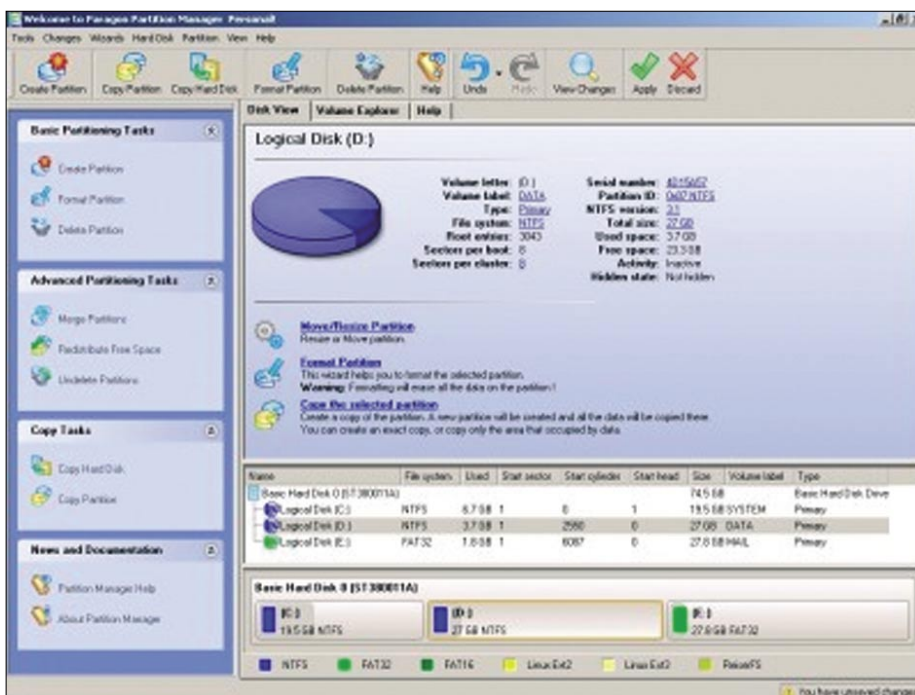 Welcome to Paragon Partition Manager Personal!
Tools Changes Wizards Hard Disk Partition View Help
Create Partition Copy Partition Copy Hard Disk Format Partition Delete Partition Help Undo Redo View Changes Apply Discard
Disk View Volume Explorer Help
Basic Partitioning Tasks
Create Partition
Format Partition
Delete Partition
Advanced Partitioning Tasks
Merge Partitions
Redistribute Free Space
Undelete Partitions
Copy Tasks
Copy Hard Disk
Copy Partition
News and Documentation
Partition Manager Help
About Partition Manager
Logical Disk (D:)
Volume letter: (D:)
Volume label: DATA
Type: Primary
File system: NTFS
Root entries: 3043
Sectors per boot: 8
Sectors per cluster: 8
Serial number:
Partition ID: 0x07 NTFS
NTFS version: 3.1
Total size: 27 GB
Used space: 3.7 GB
Free space: 23.3 GB
Activity: Inactive
Hidden state: Not hidden
Move/Resize Partition
Resize or Move partition.
Format Partition
This wizard helps you to format the selected partition.
Warning: Formatting will erase all the data on the partition!
Copy the selected partition
Create a copy of the partition. A new partition will be created and all the data will be copied there.
You can create an exact copy, or copy only the area that occupied by data.
Name File system Used Start sector Start cylinder Start head Size Volume label Type
Basic Hard Disk 0 (ST380011A) 74.5 GB Basic Hard Disk Drive
Logical Disk (C:) NTFS 8.7 GB 1 0 1 19.5 GB SYSTEM Primary
Logical Disk (D:) NTFS 3.7 GB 1 2550 0 27 GB DATA Primary
Logical Disk (E:) FAT32 1.8 GB 1 6087 0 27.8 GB MAIL Primary
Basic Hard Disk 0 (ST380011A)
(C:) (D:) (E:)
19.5 GB NTFS 27 GB NTFS 27.8 GB FAT32
NTFS FAT32 FAT16 Linux Ext2 Linux Ext3 ReiserFS
You have unsaved changes